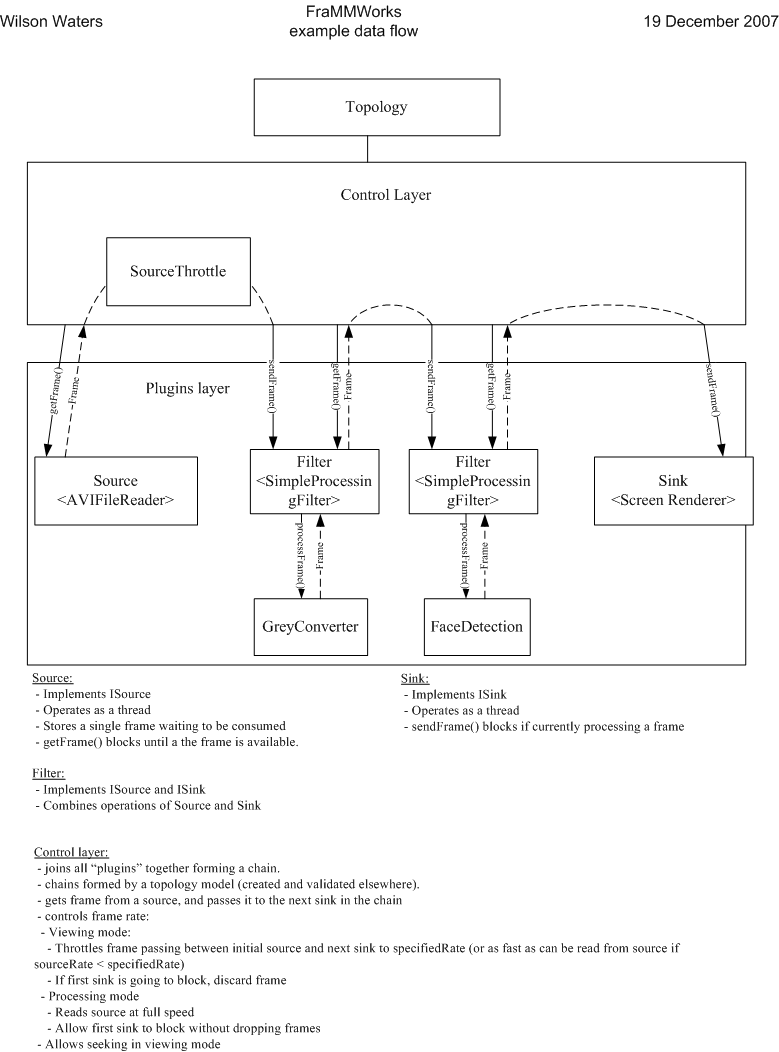 Wilson Waters
FraMMWorks
example data flow
19 December 2007
Topology
Control Layer
SourceThrottle
Plugins layer
getFrame()
Frame
sendFrame()
getFrame()
Frame
sendFrame()
getFrame()
Frame
sendFrame()
Source
<AVIFileReader>
Filter
<SimpleProcessin
gFilter>
Filter
<SimpleProcessin
gFilter>
Sink
<Screen Renderer>
processFrame()
Frame
processFrame()
Frame
GreyConverter
FaceDetection
Source:
- Implements ISource
- Operates as a thread
- Stores a single frame waiting to be consumed
- getFrame() blocks until a the frame is available.
Sink:
- Implements ISink
- Operates as a thread
- sendFrame() blocks if currently processing a frame
Filter:
- Implements ISource and ISink
- Combines operations of Source and Sink
Control layer:
- joins all “plugins” together forming a chain.
- chains formed by a topology model (created and validated elsewhere).
- gets frame from a source, and passes it to the next sink in the chain
- controls frame rate:
- Viewing mode:
- Throttles frame passing between initial source and next sink to specifiedRate (or as fast as can be read from source if
sourceRate < specifiedRate)
- If first sink is going to block, discard frame
- Processing mode
- Reads source at full speed
- Allow first sink to block without dropping frames
- Allows seeking in viewing mode